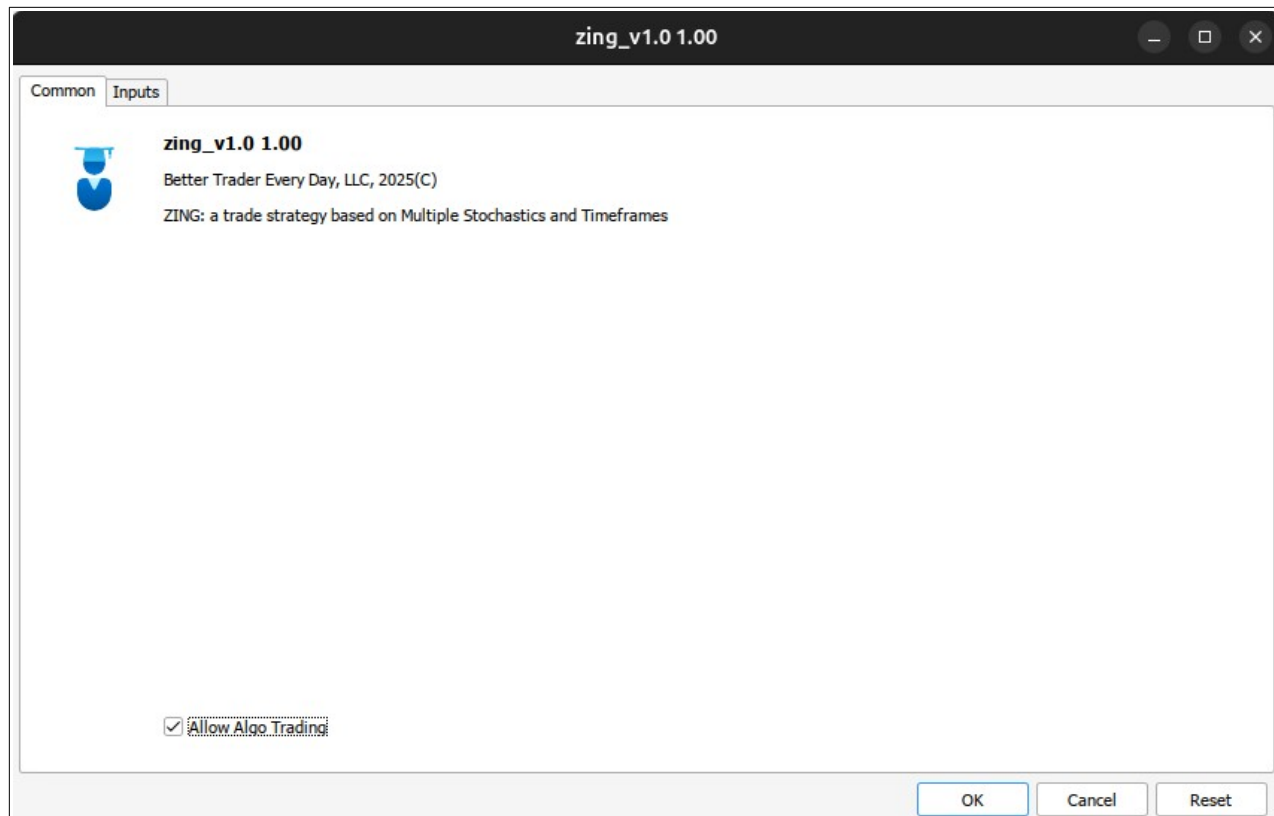 zing_v1.0 1.00
Common Inputs
zing_v1.0 1.00
Better Trader Every Day, LLC, 2025(C)
ZING: a trade strategy based on Multiple Stochastics and Timeframes
Allow Algo Trading
OK Cancel Reset